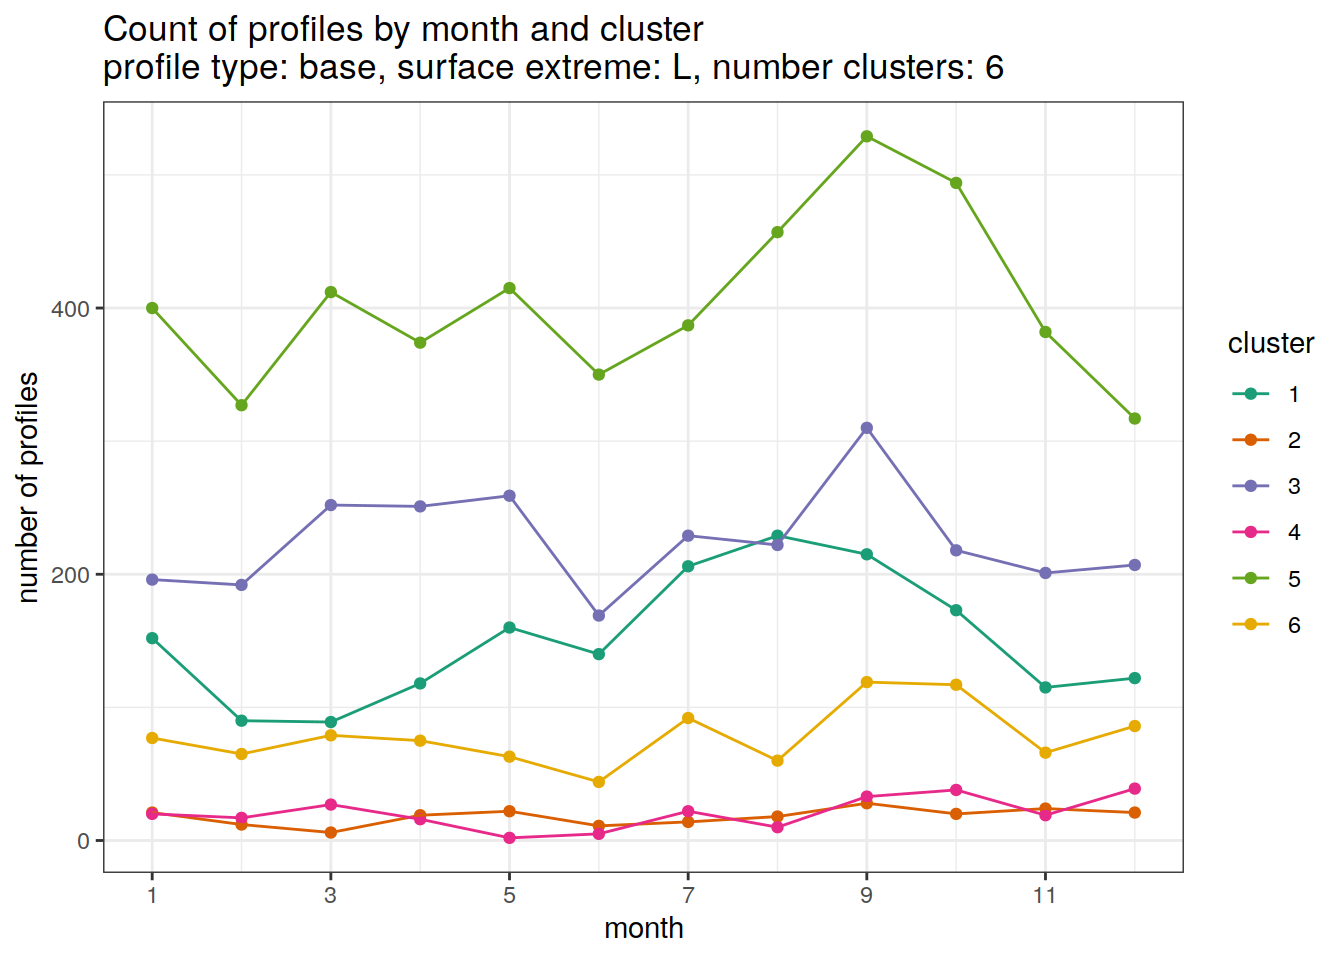 Count of profiles by month and cluster
profile type: base, surface extreme: L, number clusters: 6
number of profiles
400
200
0
1 3 5 7 9 11
month
cluster
1
2
3
4
5
6